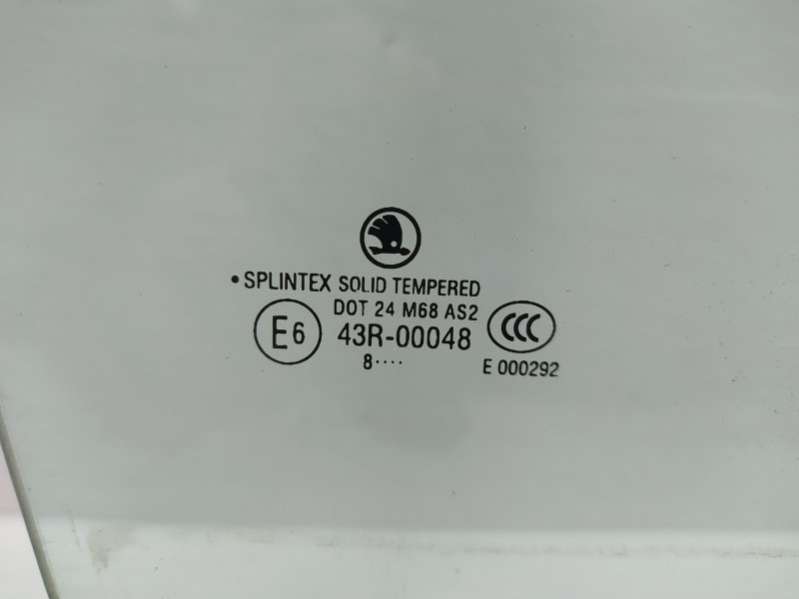 • SPLINTEX SOLID TEMPERED
DOT 24 M68 AS2
E6 43R-00048 CCC
8···· E 000292